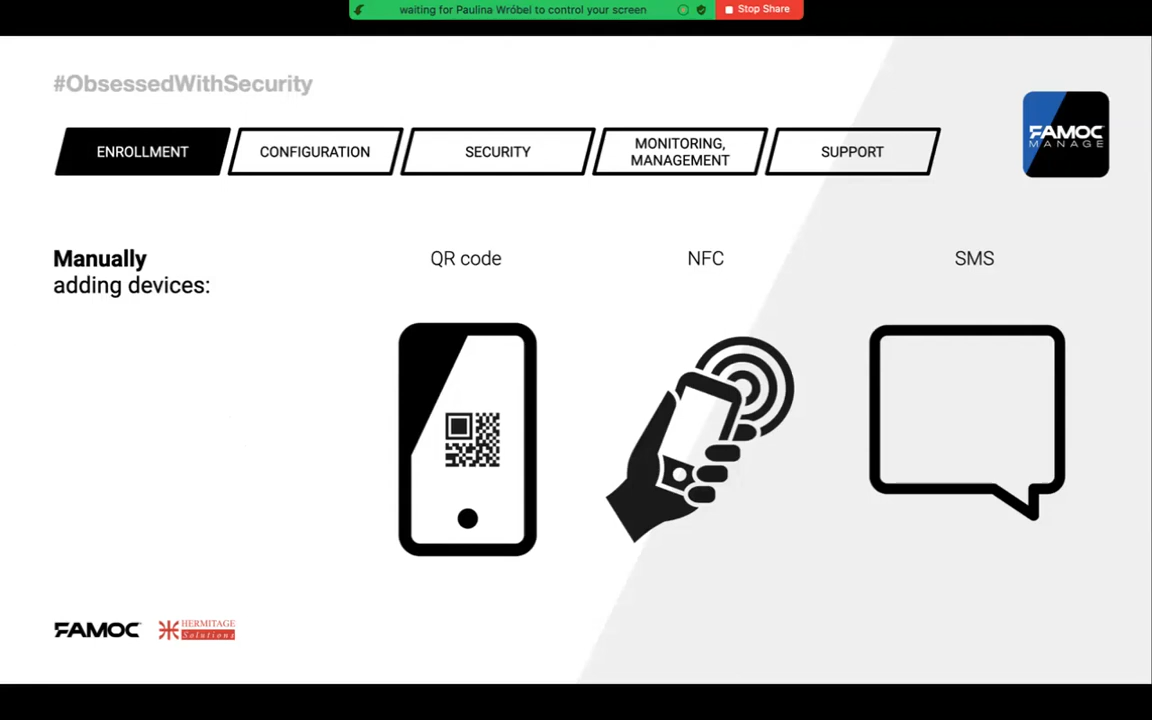 waiting for Paulina Wróbel to control your screen
Stop Share
#ObsessedWithSecurity
FAMOC
MANAGE
ENROLLMENT
CONFIGURATION
SECURITY
MONITORING,
MANAGEMENT
SUPPORT
Manually
adding devices:
QR code
NFC
SMS
FAMOC
HERMITAGE
Solutions